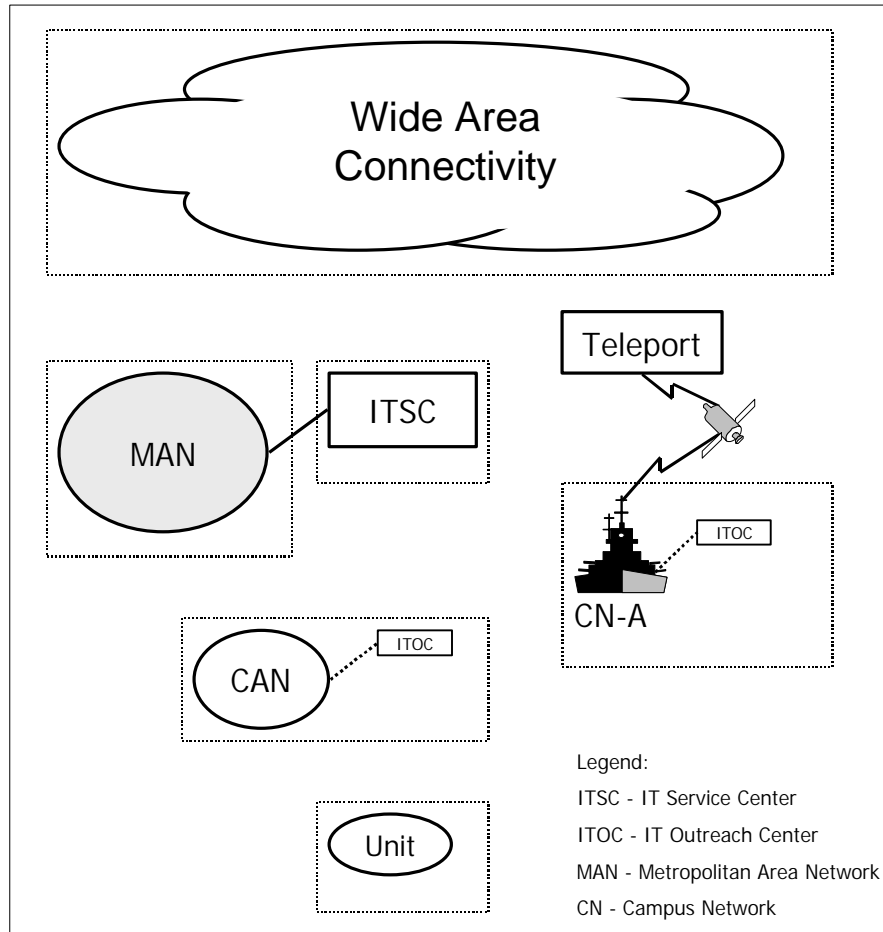 Wide Area
Connectivity
Teleport
MAN
ITSC
ITOC
CN-A
CAN
ITOC
Unit
Legend:
ITSC - IT Service Center
ITOC - IT Outreach Center
MAN - Metropolitan Area Network
CN - Campus Network